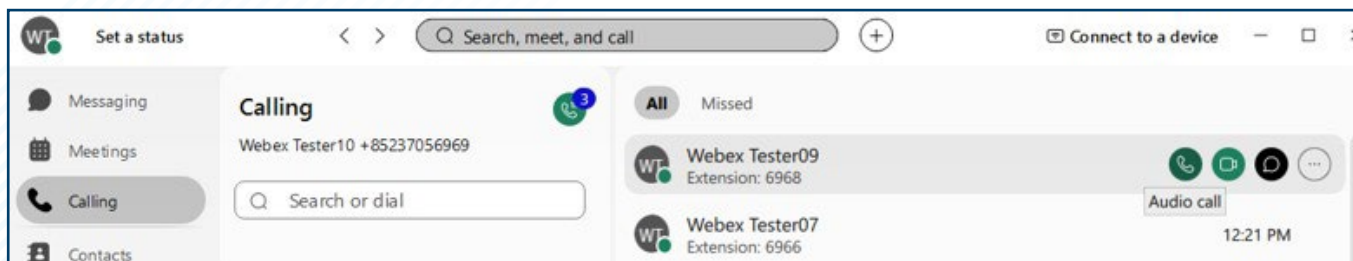 WT
Set a status
Search, meet, and call
Connect to a device
Messaging
Meetings
Calling
Contacts
Calling
3
Webex Tester10 +85237056969
Search or dial
All Missed
WT
Webex Tester09
Extension: 6968
Audio call
WT
Webex Tester07
Extension: 6966
12:21 PM